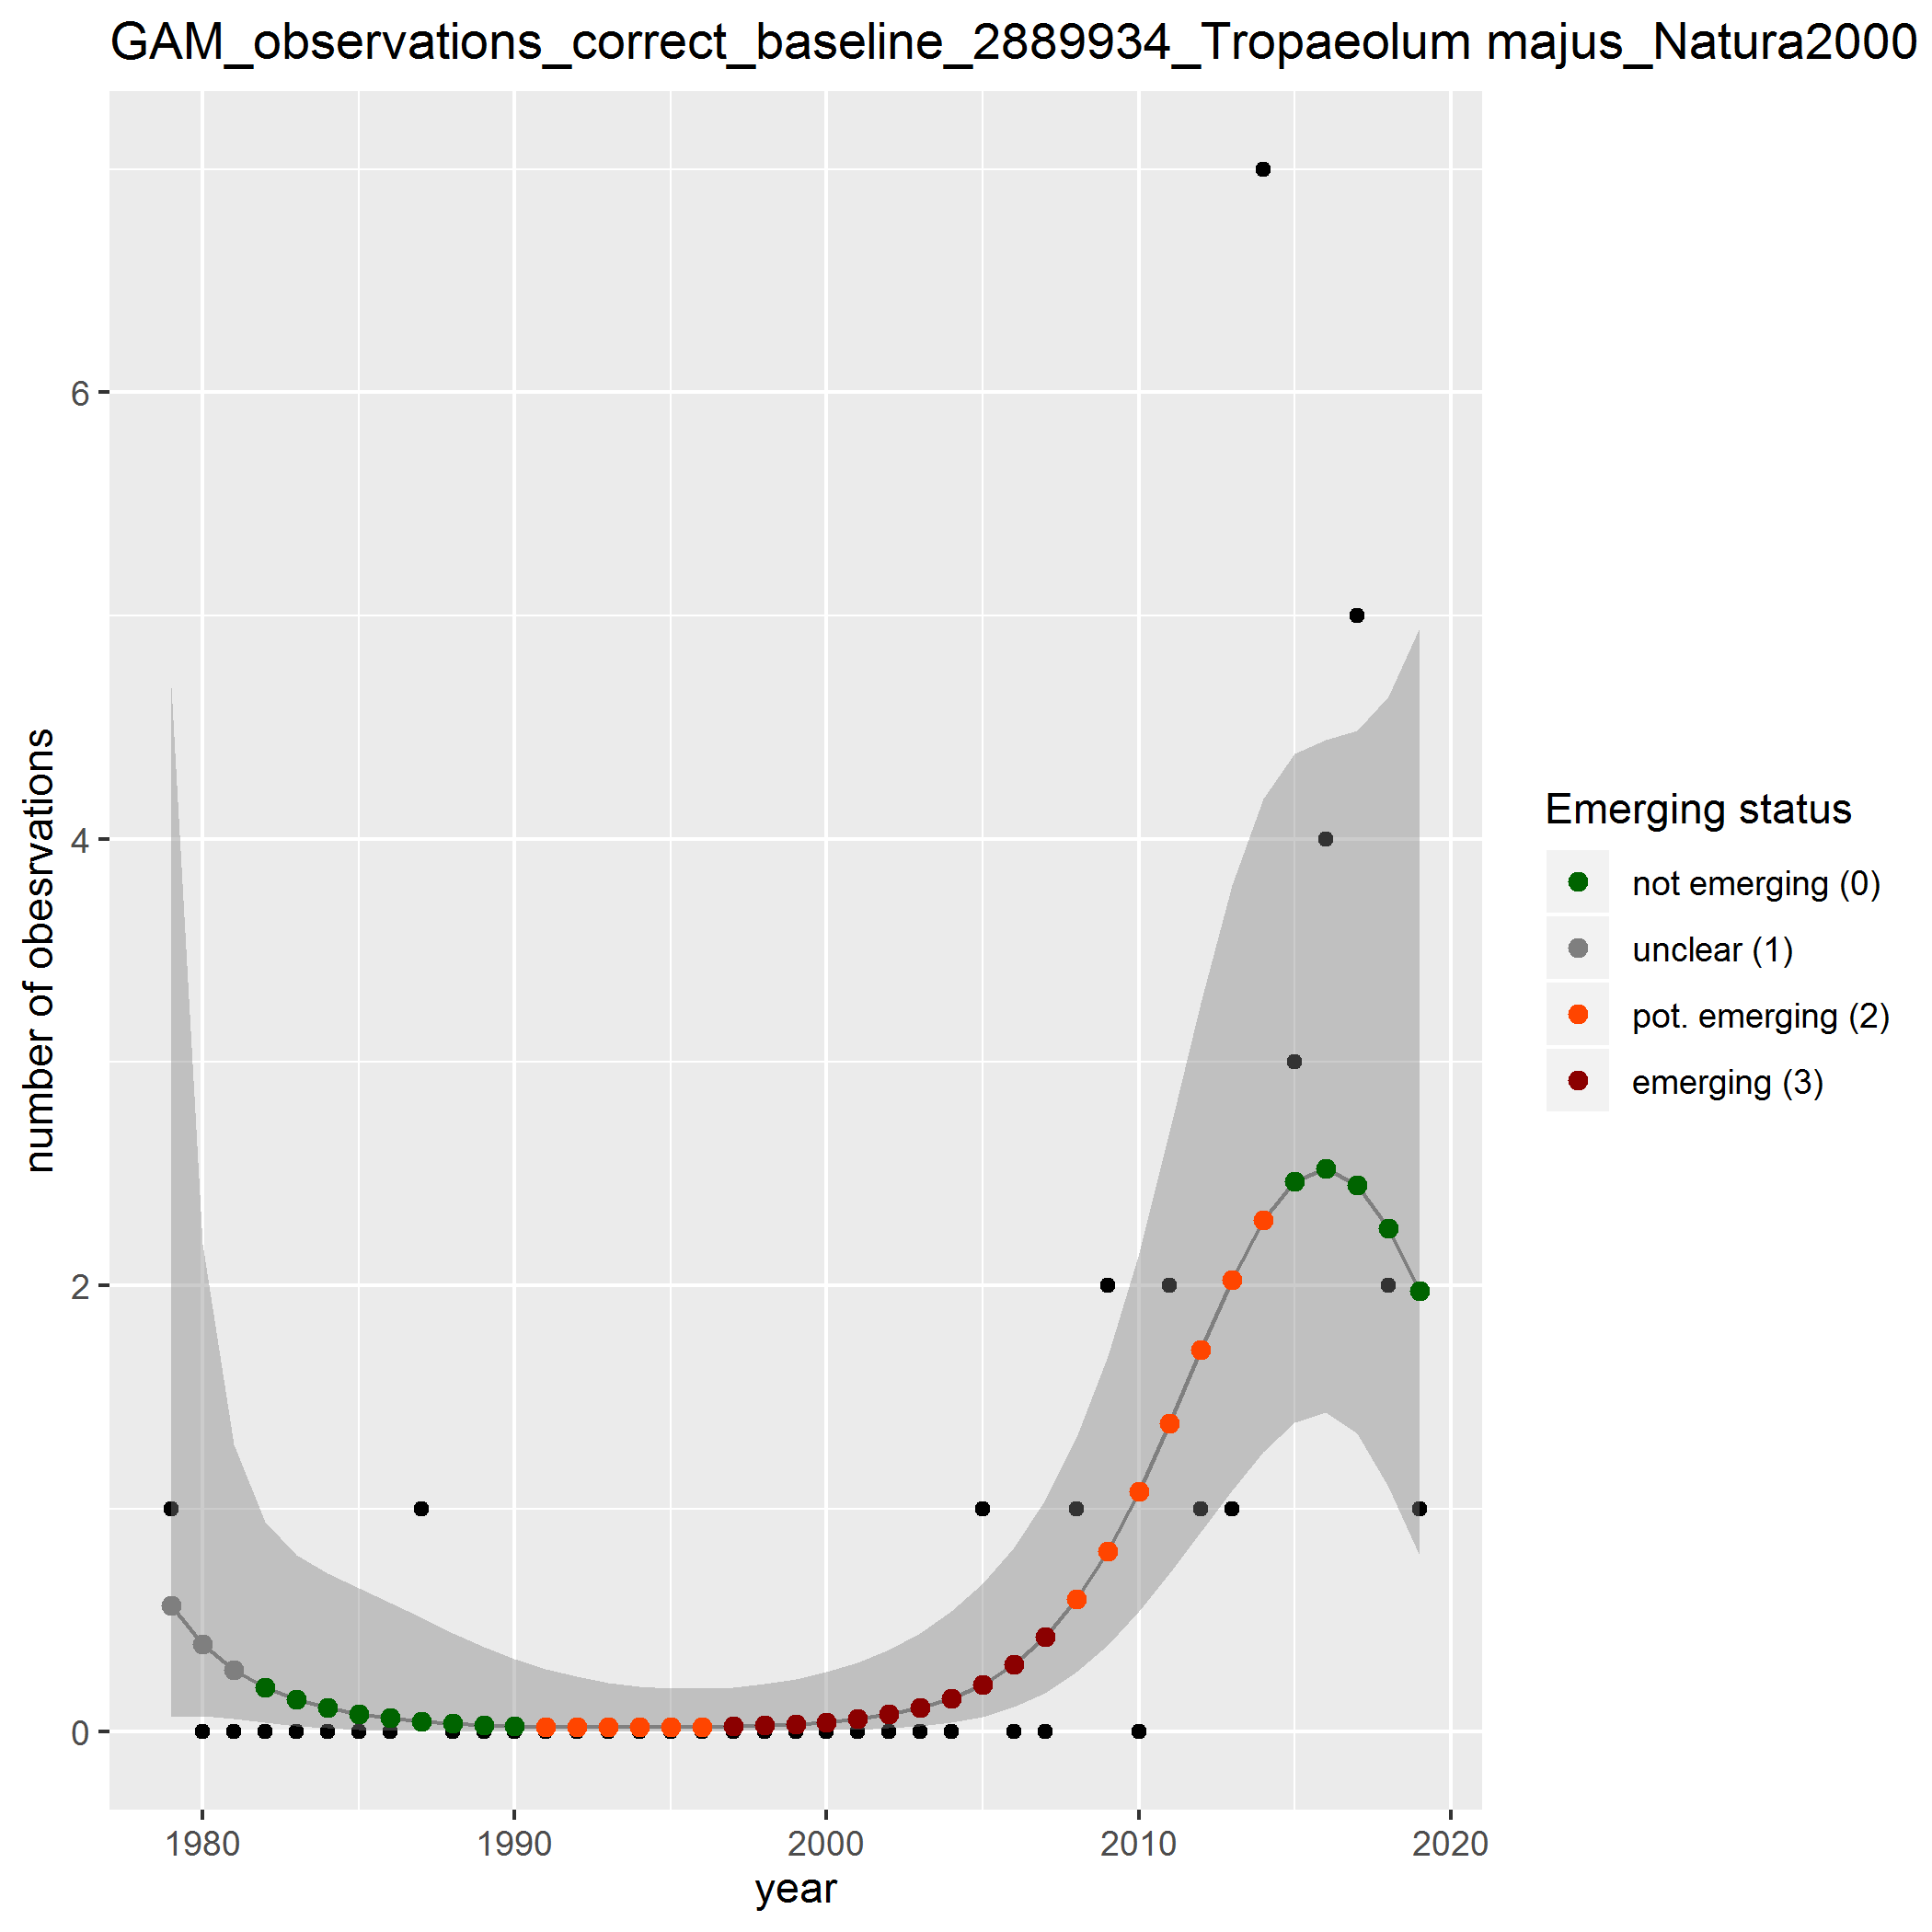 GAM_observations_correct_baseline_2889934_Tropaeolum majus_Natura2000
number of obesrvations
6
4
2
0
1980
1990
2000
2010
2020
year
Emerging status
not emerging (0)
unclear (1)
pot. emerging (2)
emerging (3)